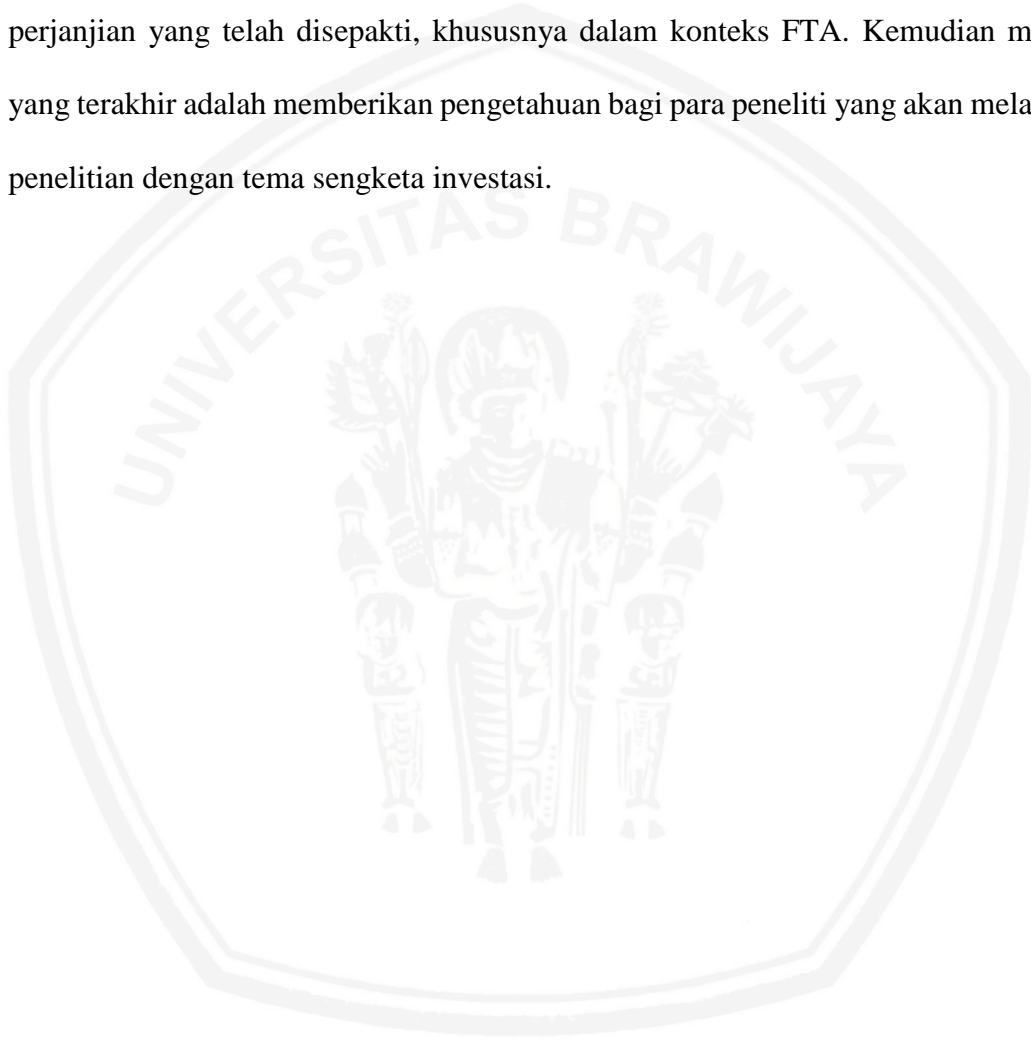 perjanjian yang telah disepakti, khususnya dalam konteks FTA. Kemudian m
yang terakhir adalah memberikan pengetahuan bagi para peneliti yang akan mela
penelitian dengan tema sengketa investasi.
UNIVERSITAS BRAWIJAYA